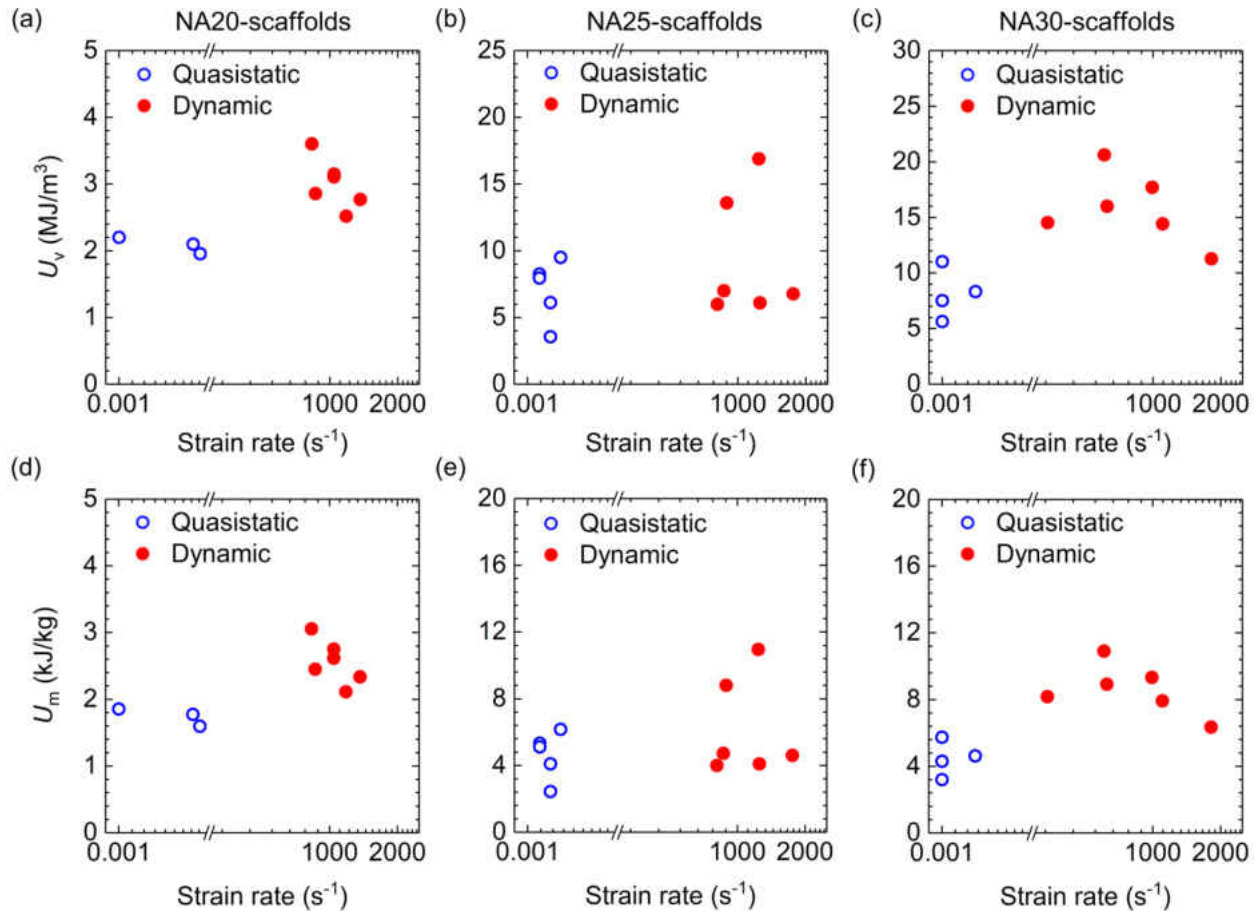 (a) NA20-scaffolds
5
4
3
2
1
0
U_v (MJ/m³)
Quasistatic
Dynamic
0.001 1000 2000
Strain rate (s⁻¹)
(b) NA25-scaffolds
25
20
15
10
5
0
Quasistatic
Dynamic
0.001 1000 2000
Strain rate (s⁻¹)
(c) NA30-scaffolds
30
25
20
15
10
5
0
Quasistatic
Dynamic
0.001 1000 2000
Strain rate (s⁻¹)
(d)
5
4
3
2
1
0
U_m (kJ/kg)
Quasistatic
Dynamic
0.001 1000 2000
Strain rate (s⁻¹)
(e)
20
16
12
8
4
0
Quasistatic
Dynamic
0.001 1000 2000
Strain rate (s⁻¹)
(f)
20
16
12
8
4
0
Quasistatic
Dynamic
0.001 1000 2000
Strain rate (s⁻¹)